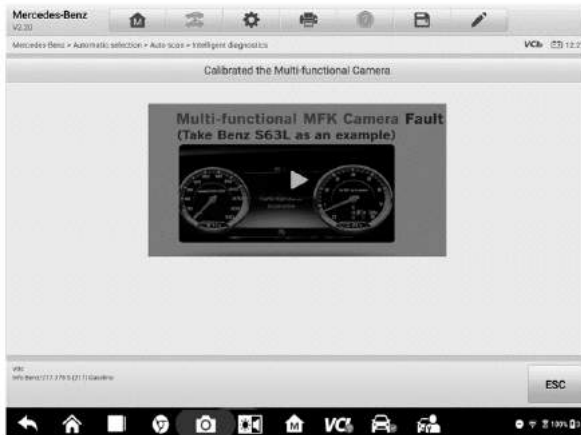 Mercedes-Benz
V2.20
Mercedes-Benz > Automatic selection > Auto scan > Intelligent diagnostics
VCI
Calibrated the Multi-functional Camera
Multi-functional MFK Camera Fault
(Take Benz S63L as an example)
ESC
VCI
100%